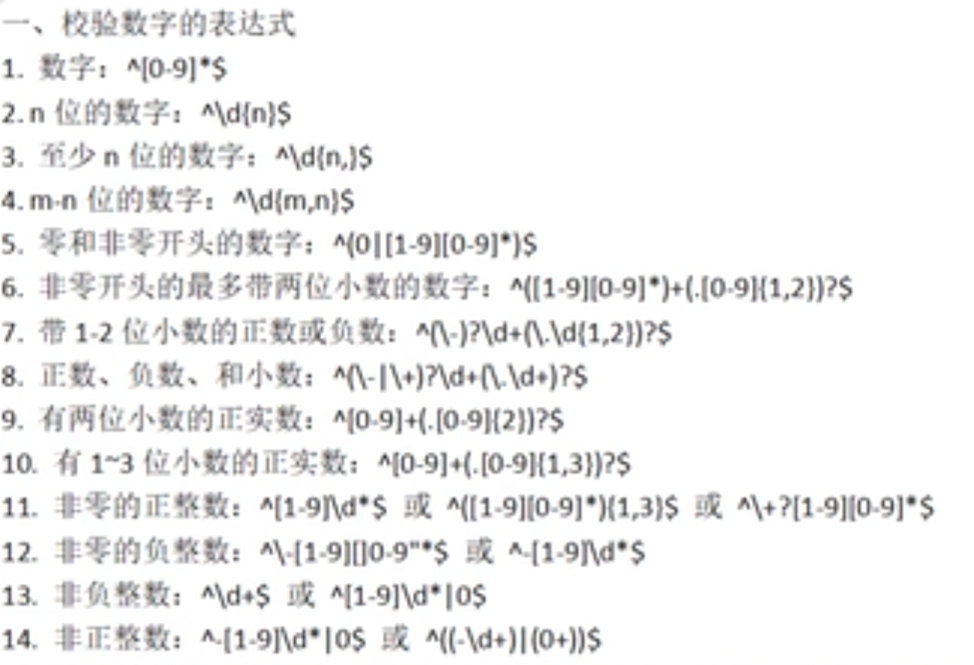 一、校验数字的表达式
1. 数字：^[0-9]*$
2. n 位的数字：^\d{n}$
3. 至少 n 位的数字：^\d{n,}$
4. m-n 位的数字：^\d{m,n}$
5. 零和非零开头的数字：^(0|[1-9][0-9]*)$
6. 非零开头的最多带两位小数的数字：^([1-9][0-9]*)+(.[0-9]{1,2})?$
7. 带 1-2 位小数的正数或负数：^(\-)?\d+(\.\d{1,2})?$
8. 正数、负数、和小数：^(\-|\+)?\d+(\.\d+)?$
9. 有两位小数的正实数：^[0-9]+(.[0-9]{2})?$
10. 有 1~3 位小数的正实数：^[0-9]+(.[0-9]{1,3})?$
11. 非零的正整数：^[1-9]\d*$ 或 ^([1-9][0-9]*){1,3}$ 或 ^\+?[1-9][0-9]*$
12. 非零的负整数：^\-[1-9][]0-9"*$ 或 ^-[1-9]\d*$
13. 非负整数：^\d+$ 或 ^[1-9]\d*|0$
14. 非正整数：^-[1-9]\d*|0$ 或 ^((-\d+)|(0+))$